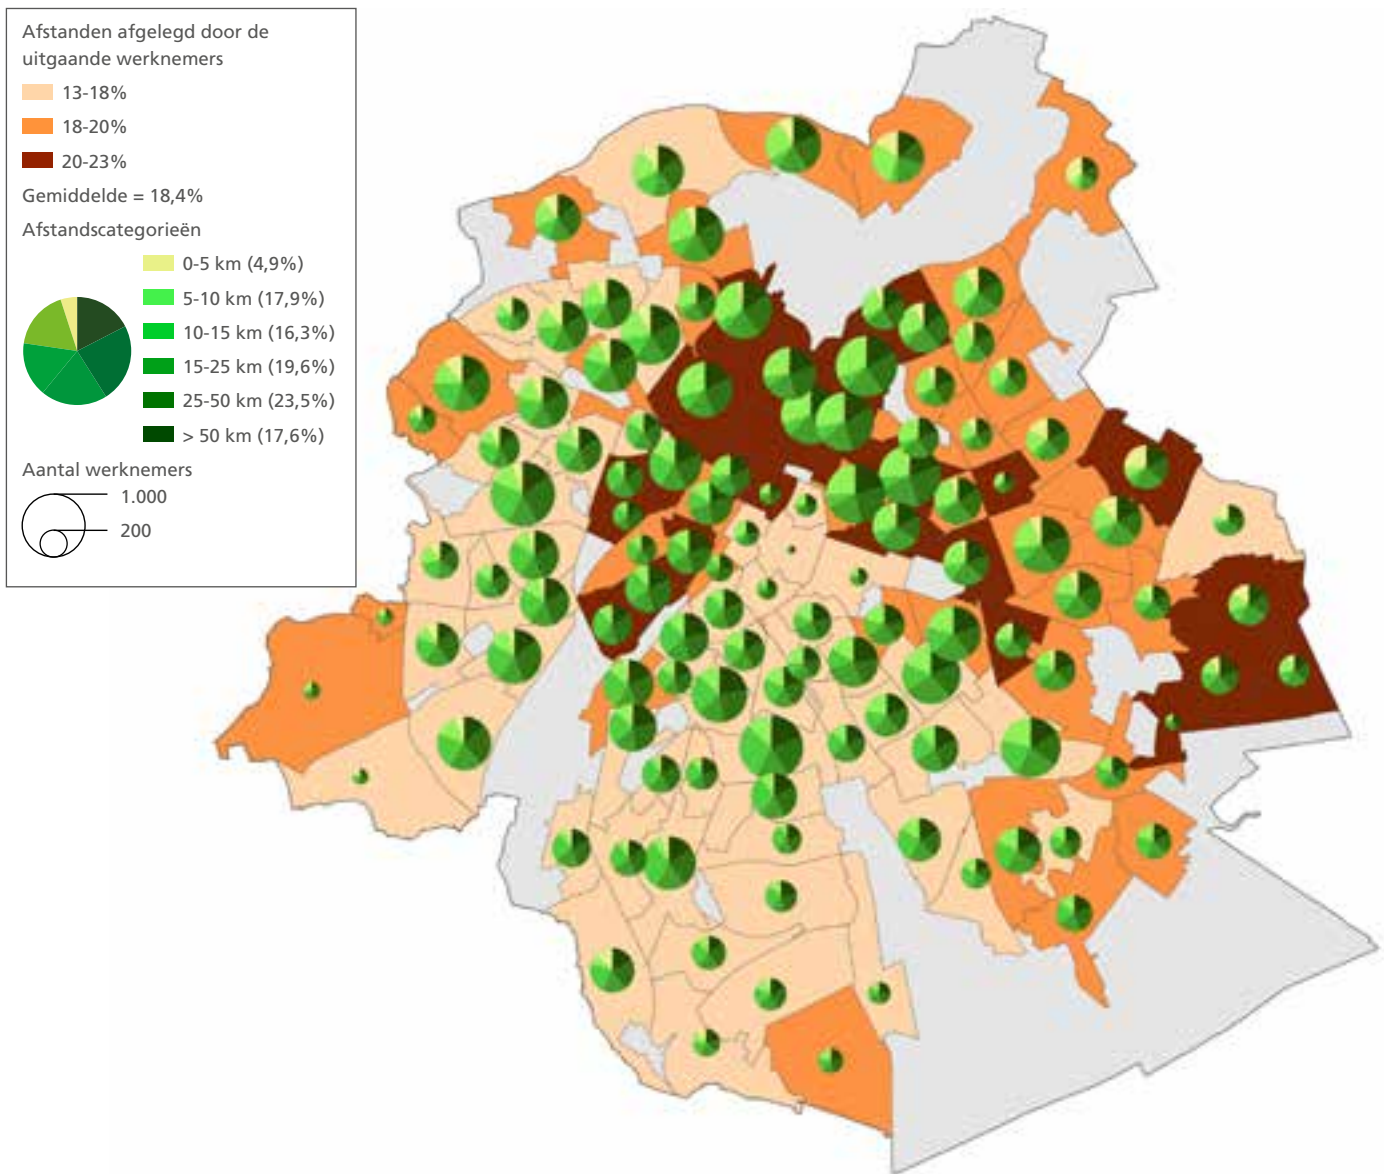 Afstanden afgelegd door de
uitgaande werknemers
13-18%
18-20%
20-23%
Gemiddelde = 18,4%
Afstandscategorieën
0-5 km (4,9%)
5-10 km (17,9%)
10-15 km (16,3%)
15-25 km (19,6%)
25-50 km (23,5%)
> 50 km (17,6%)
Aantal werknemers
1.000
200